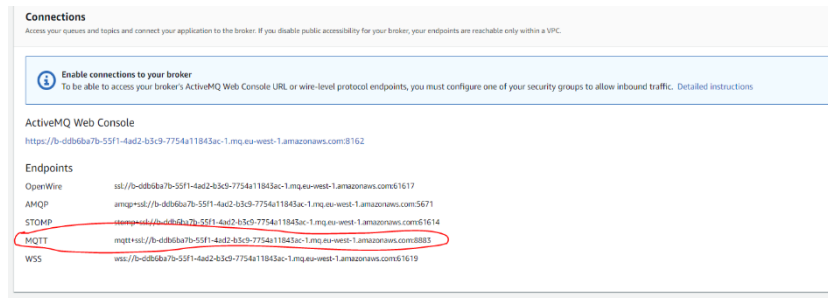 Connections
Access your queues and topics and connect your application to the broker. If you disable public accessibility for your broker, your endpoints are reachable only within a VPC.
Enable connections to your broker
To be able to access your broker's ActiveMQ Web Console URL or wire-level protocol endpoints, you must configure one of your security groups to allow inbound traffic. Detailed instructions
ActiveMQ Web Console
https://b-ddb6ba7b-55f1-4ad2-b3c9-7754a11843ac-1.mq.eu-west-1.amazonaws.com:8162
Endpoints
OpenWire ssl://b-ddb6ba7b-55f1-4ad2-b3c9-7754a11843ac-1.mq.eu-west-1.amazonaws.com:61617
AMQP amqp+ssl://b-ddb6ba7b-55f1-4ad2-b3c9-7754a11843ac-1.mq.eu-west-1.amazonaws.com:5671
STOMP stomp+ssl://b-ddb6ba7b-55f1-4ad2-b3c9-7754a11843ac-1.mq.eu-west-1.amazonaws.com:61614
MQTT mqtt+ssl://b-ddb6ba7b-55f1-4ad2-b3c9-7754a11843ac-1.mq.eu-west-1.amazonaws.com:8883
WSS wss://b-ddb6ba7b-55f1-4ad2-b3c9-7754a11843ac-1.mq.eu-west-1.amazonaws.com:61619